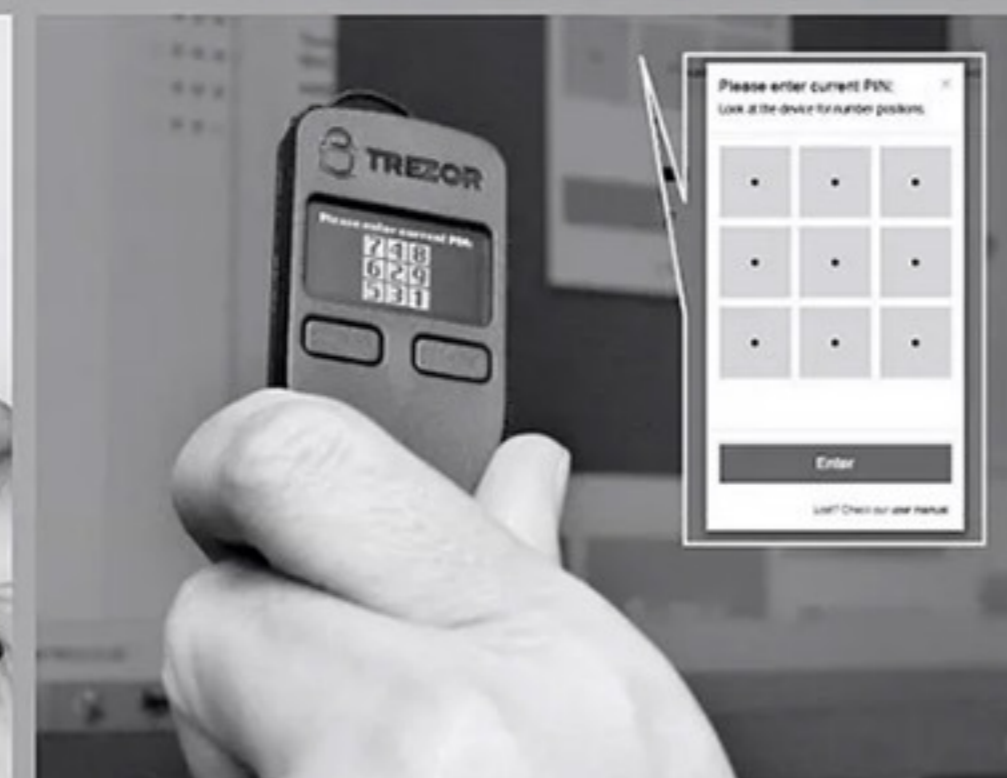 TREZOR
Please enter current PIN:
7 4 8
6 2 9
5 3 1
Please enter current PIN:
Look at the device for number positions.
Enter
Lost? Check our user manual